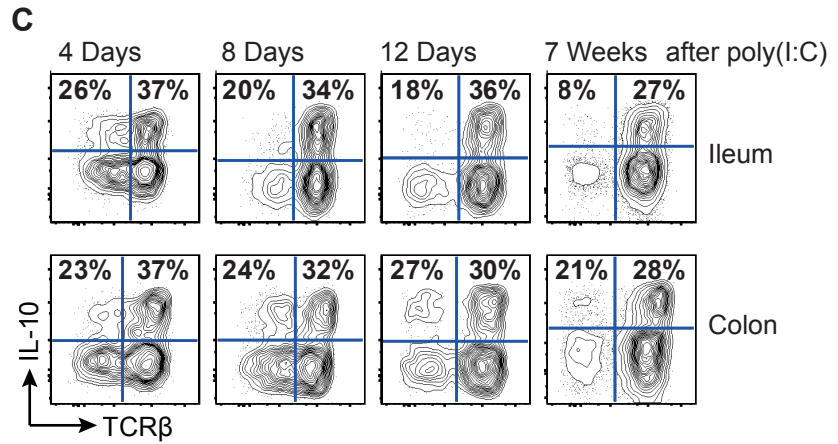 C
4 Days 8 Days 12 Days 7 Weeks after poly(I:C)
26% 37% 20% 34% 18% 36% 8% 27%
Ileum
23% 37% 24% 32% 27% 30% 21% 28%
Colon
IL-10
TCRβ